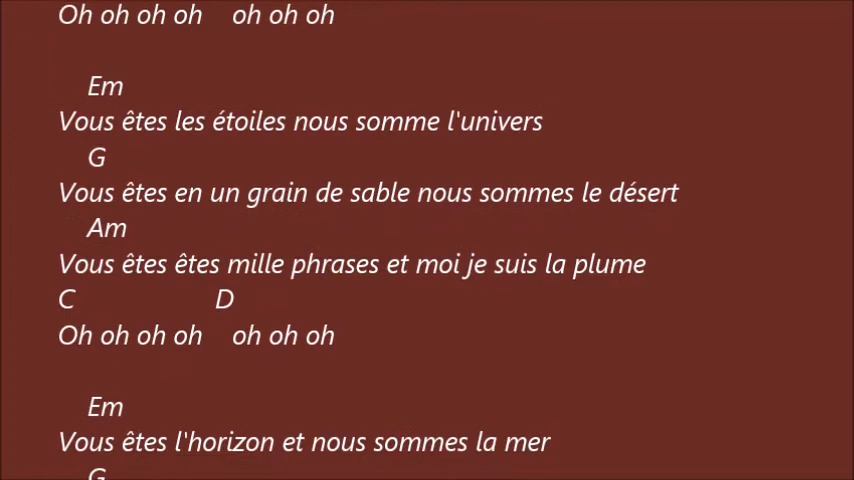 Oh oh oh oh oh oh oh
Em
Vous êtes les étoiles nous somme l'univers
G
Vous êtes en un grain de sable nous sommes le désert
Am
Vous êtes êtes mille phrases et moi je suis la plume
C D
Oh oh oh oh oh oh oh
Em
Vous êtes l'horizon et nous sommes la mer
G